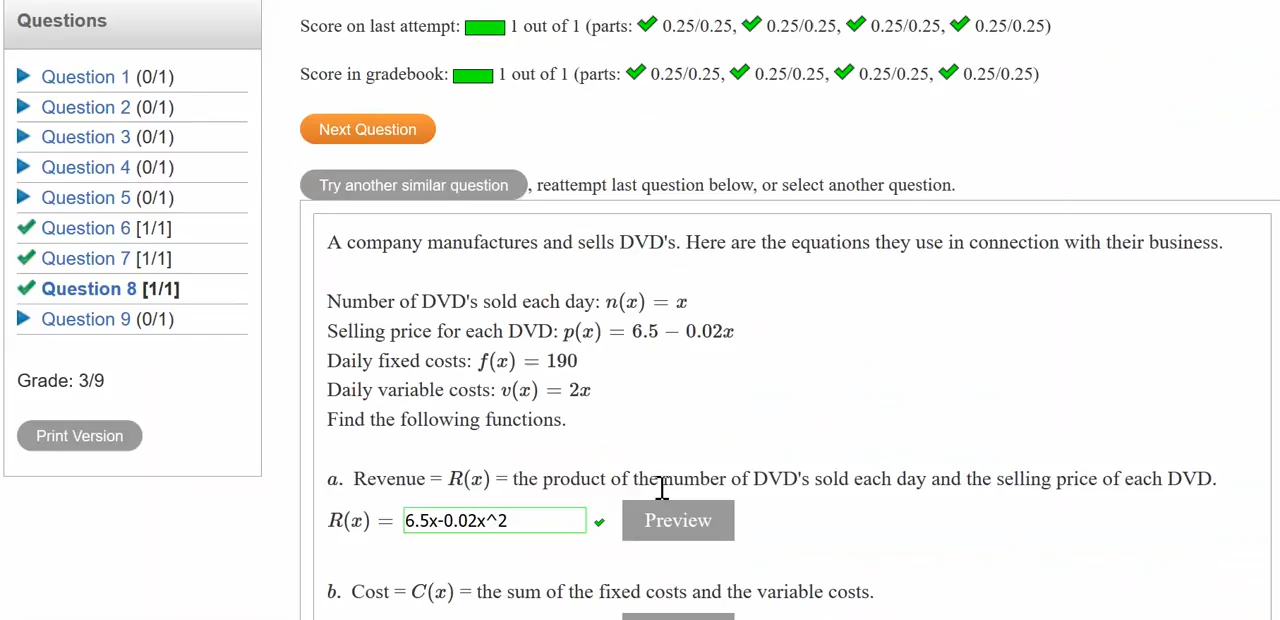 Questions
Question 1 (0/1)
Question 2 (0/1)
Question 3 (0/1)
Question 4 (0/1)
Question 5 (0/1)
Question 6 [1/1]
Question 7 [1/1]
Question 8 [1/1]
Question 9 (0/1)
Grade: 3/9
Print Version
Score on last attempt: 1 out of 1 (parts: ✔ 0.25/0.25, ✔ 0.25/0.25, ✔ 0.25/0.25, ✔ 0.25/0.25)
Score in gradebook: 1 out of 1 (parts: ✔ 0.25/0.25, ✔ 0.25/0.25, ✔ 0.25/0.25, ✔ 0.25/0.25)
Next Question
Try another similar question , reattempt last question below, or select another question.
A company manufactures and sells DVD's. Here are the equations they use in connection with their business.
Number of DVD's sold each day: n(x) = x
Selling price for each DVD: p(x) = 6.5 − 0.02x
Daily fixed costs: f(x) = 190
Daily variable costs: v(x) = 2x
Find the following functions.
a. Revenue = R(x) = the product of the number of DVD's sold each day and the selling price of each DVD.
R(x) = 6.5x-0.02x^2 ✔ Preview
b. Cost = C(x) = the sum of the fixed costs and the variable costs.